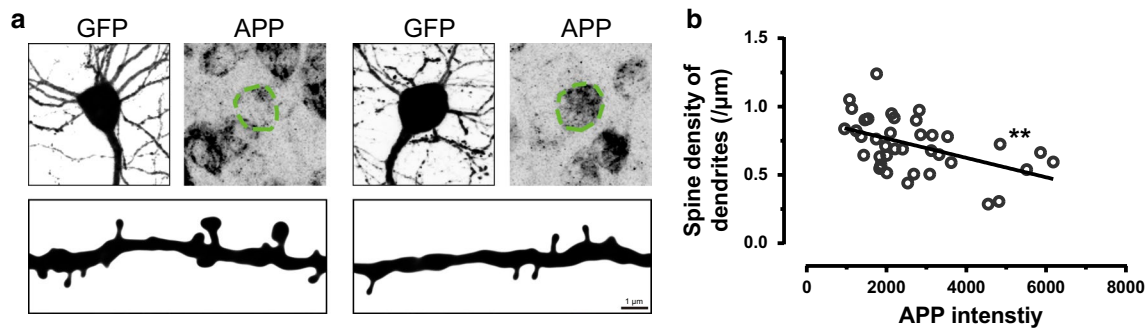 a
GFP APP GFP APP
1 µm
b
Spine density of
dendrites (/µm)
1.5
1.0
0.5
0.0
**
0 2000 4000 6000 8000
APP intenstiy